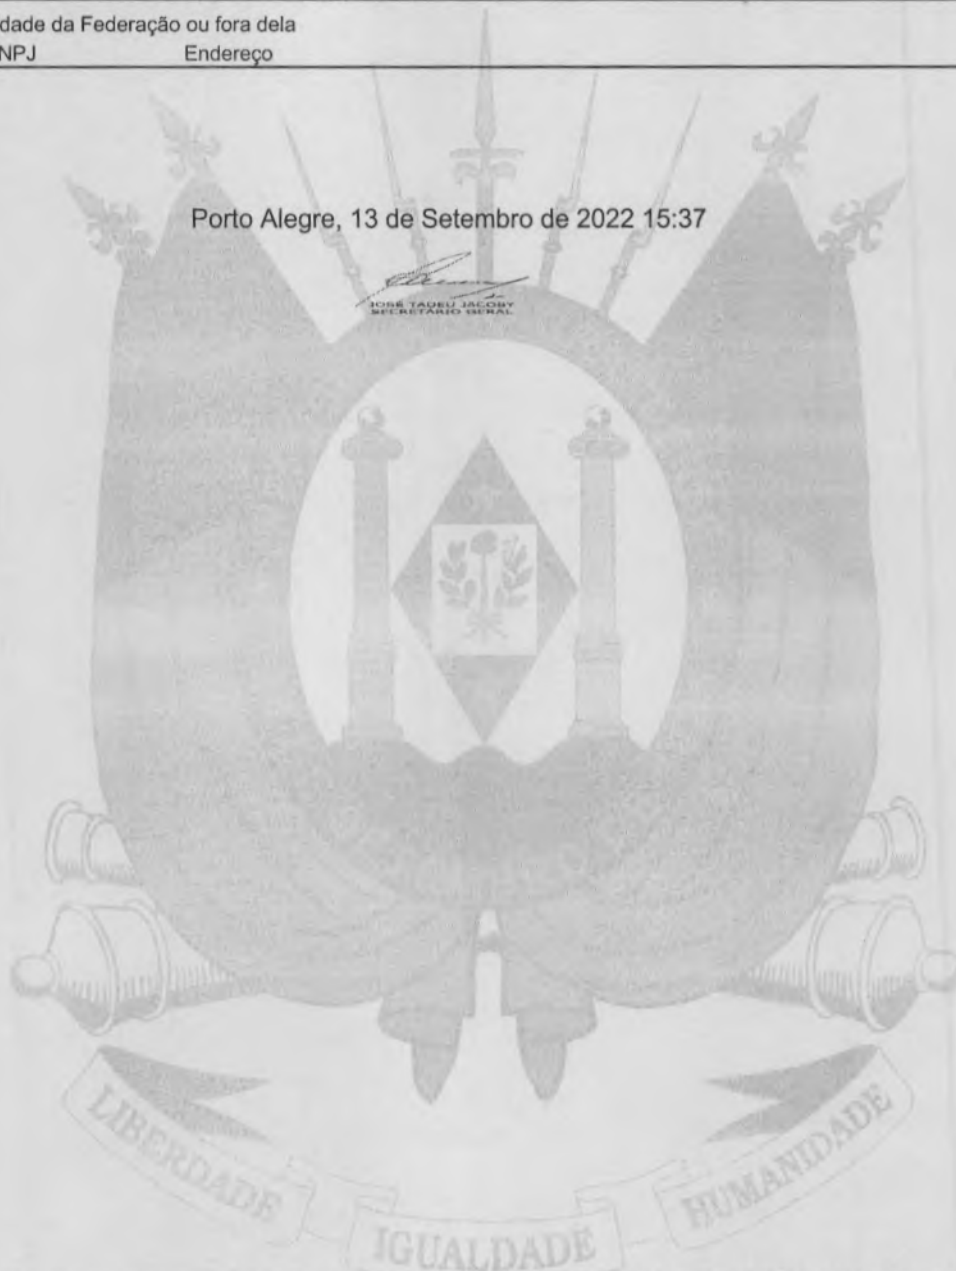 dade da Federação ou fora dela
NPJ Endereço
Porto Alegre, 13 de Setembro de 2022 15:37
JOSÉ TADEU JACOBY
SECRETÁRIO GERAL
LIBERDADE
IGUALDADE
HUMANIDADE